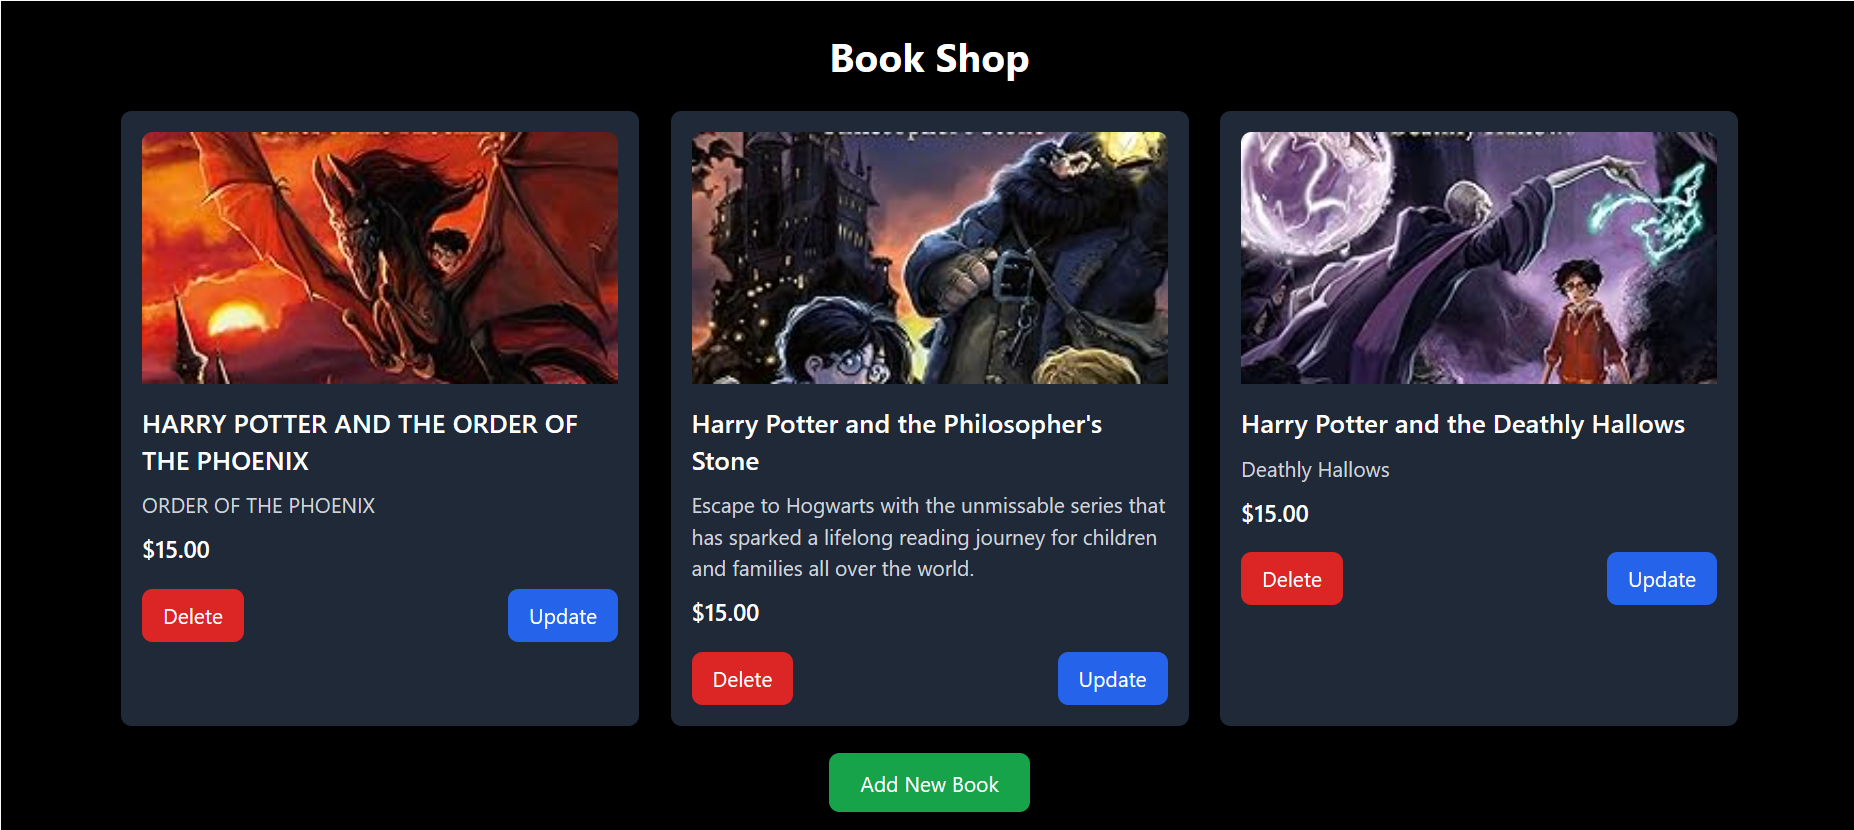 Book Shop
HARRY POTTER AND THE ORDER OF
THE PHOENIX
ORDER OF THE PHOENIX
$15.00
Delete
Update
Harry Potter and the Philosopher's
Stone
Escape to Hogwarts with the unmissable series that
has sparked a lifelong reading journey for children
and families all over the world.
$15.00
Delete
Update
Deathly Hallows
Harry Potter and the Deathly Hallows
Deathly Hallows
$15.00
Delete
Update
Add New Book